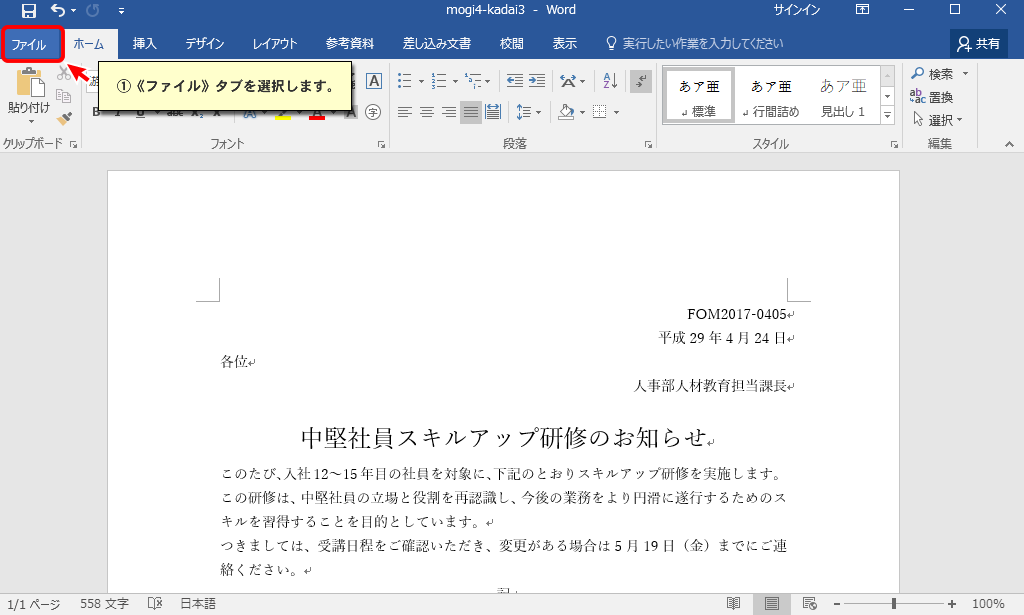 mogi4-kadai3 - Word
サインイン
ファイル
ホーム
挿入
デザイン
レイアウト
参考資料
差し込み文書
校閲
表示
実行したい作業を入力してください
共有
①《ファイル》タブを選択します。
貼り付け
あア亜
あア亜
あア亜
標準
行間詰め
見出し 1
検索
置換
選択
クリップボード
フォント
段落
スタイル
編集
FOM2017-0405
平成 29 年 4 月 24 日
各位
人事部人材教育担当課長
中堅社員スキルアップ研修のお知らせ
このたび、入社 12～15 年目の社員を対象に、下記のとおりスキルアップ研修を実施します。
この研修は、中堅社員の立場と役割を再認識し、今後の業務をより円滑に遂行するためのス
キルを習得することを目的としています。
つきましては、受講日程をご確認いただき、変更がある場合は 5 月 19 日（金）までにご連
絡ください。
1/1 ページ
558 文字
日本語
100%